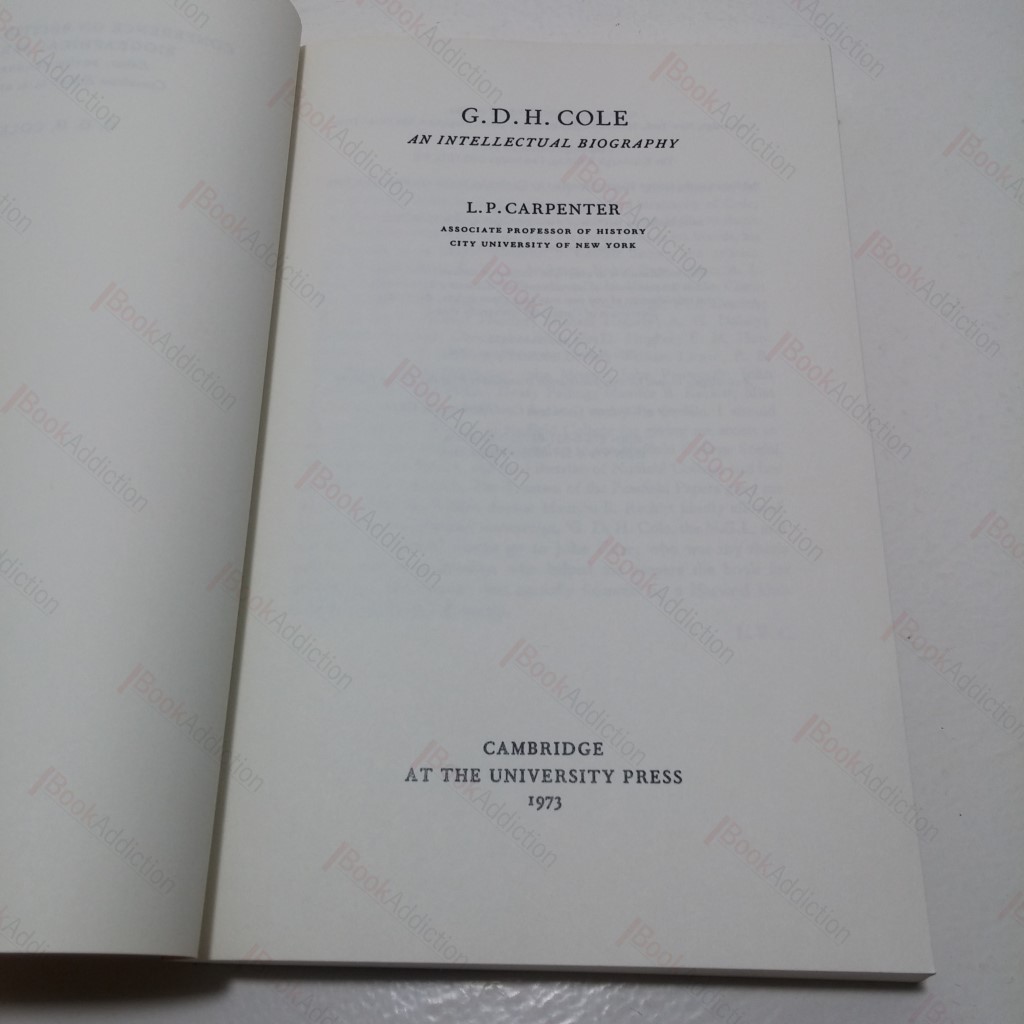 G. D. H. COLE
AN INTELLECTUAL BIOGRAPHY
L. P. CARPENTER
ASSOCIATE PROFESSOR OF HISTORY
CITY UNIVERSITY OF NEW YORK
CAMBRIDGE
AT THE UNIVERSITY PRESS
1973
BookAddiction